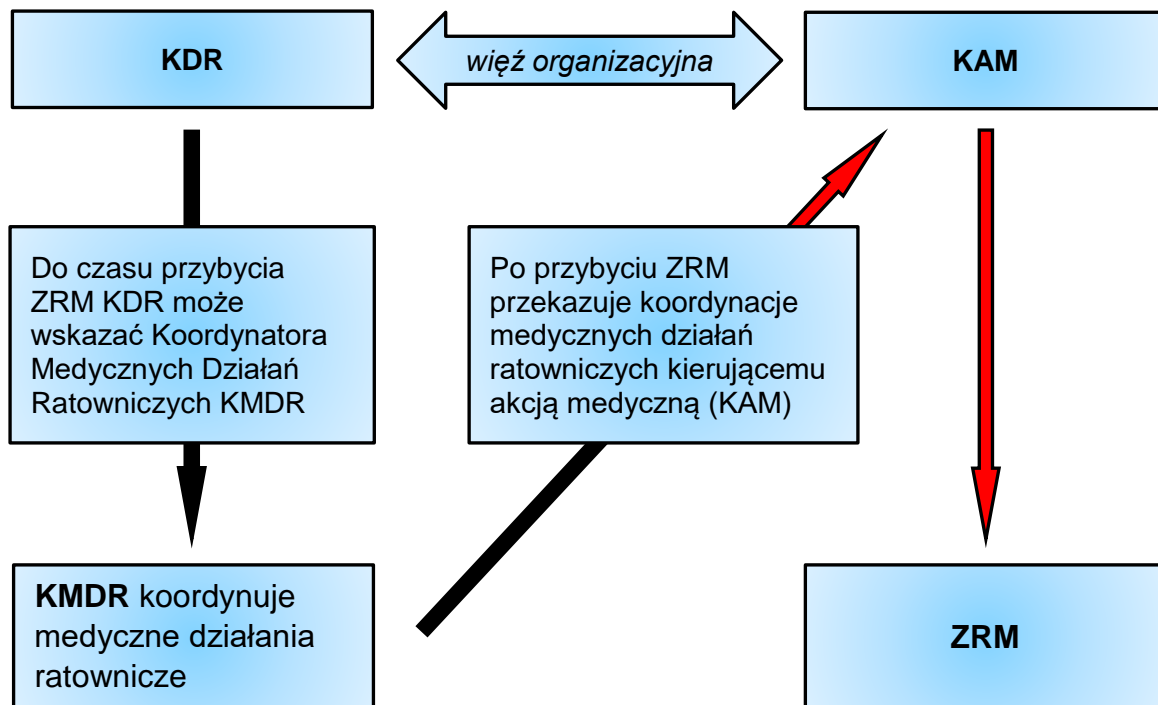 KDR
więź organizacyjna
KAM
Do czasu przybycia
ZRM KDR może
wskazać Koordynatora
Medycznych Działań
Ratowniczych KMDR
Po przybyciu ZRM
przekazuje koordynacje
medycznych działań
ratowniczych kierującemu
akcją medyczną (KAM)
KMDR koordynuje
medyczne działania
ratownicze
ZRM